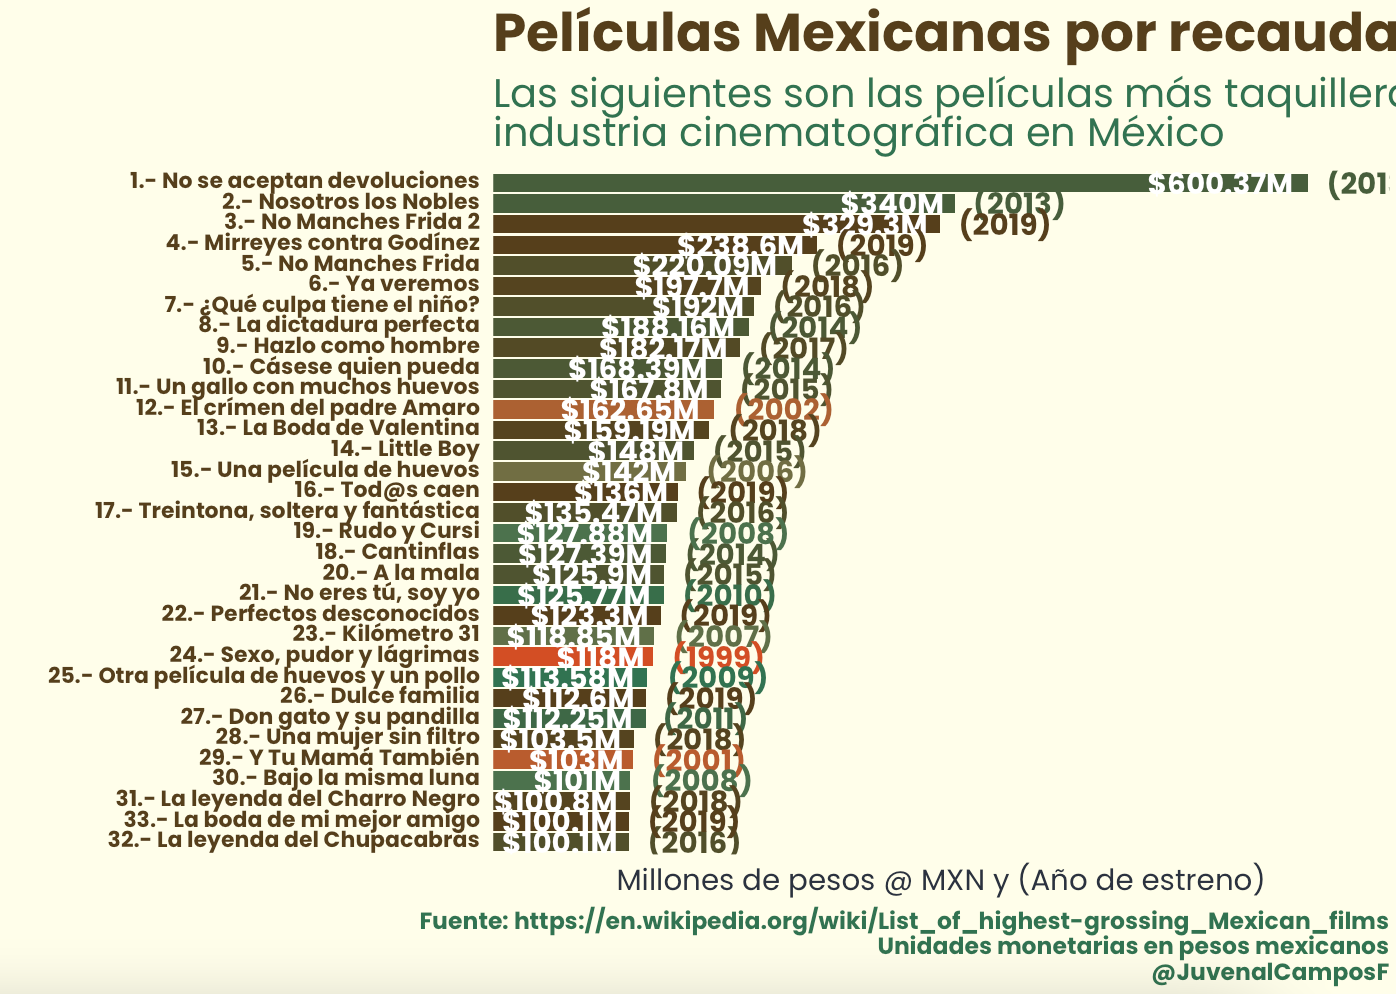 Películas Mexicanas por recauda
Las siguientes son las películas más taquiller
industria cinematográfica en México
1.- No se aceptan devoluciones $600.37M (201
2.- Nosotros los Nobles $340M (2013)
3.- No Manches Frida 2 $329.3M (2019)
4.- Mirreyes contra Godínez $238.6M (2019)
5.- No Manches Frida $220.09M (2016)
6.- Ya veremos $197.7M (2018)
7.- ¿Qué culpa tiene el niño? $192M (2016)
8.- La dictadura perfecta $188.16M (2014)
9.- Hazlo como hombre $182.17M (2017)
10.- Cásese quien pueda $168.39M (2014)
11.- Un gallo con muchos huevos $167.8M (2015)
12.- El crímen del padre Amaro $162.65M (2002)
13.- La Boda de Valentina $159.19M (2018)
14.- Little Boy $148M (2015)
15.- Una película de huevos $142M (2006)
16.- Tod@s caen $136M (2019)
17.- Treintona, soltera y fantástica $135.47M (2016)
19.- Rudo y Cursi $127.88M (2008)
18.- Cantinflas $127.39M (2014)
20.- A la mala $125.9M (2015)
21.- No eres tú, soy yo $125.77M (2010)
22.- Perfectos desconocidos $123.3M (2019)
23.- Kilómetro 31 $118.85M (2007)
24.- Sexo, pudor y lágrimas $118M (1999)
25.- Otra película de huevos y un pollo $113.58M (2009)
26.- Dulce familia $112.6M (2019)
27.- Don gato y su pandilla $112.25M (2011)
28.- Una mujer sin filtro $103.5M (2018)
29.- Y Tu Mamá También $103M (2001)
30.- Bajo la misma luna $101M (2008)
31.- La leyenda del Charro Negro $100.8M (2018)
33.- La boda de mi mejor amigo $100.1M (2019)
32.- La leyenda del Chupacabras $100.1M (2016)
Millones de pesos @ MXN y (Año de estreno)
Fuente: https://en.wikipedia.org/wiki/List_of_highest-grossing_Mexican_films
Unidades monetarias en pesos mexicanos
@JuvenalCamposF